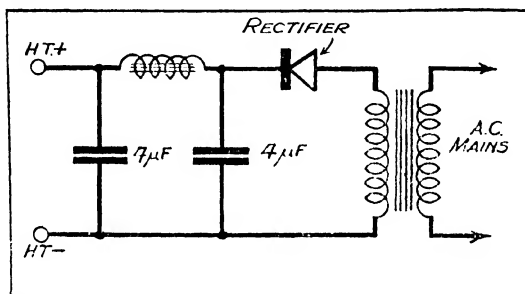 RECTIFIER
HT.+
7µF
4µF
A.C.
MAINS
HT-